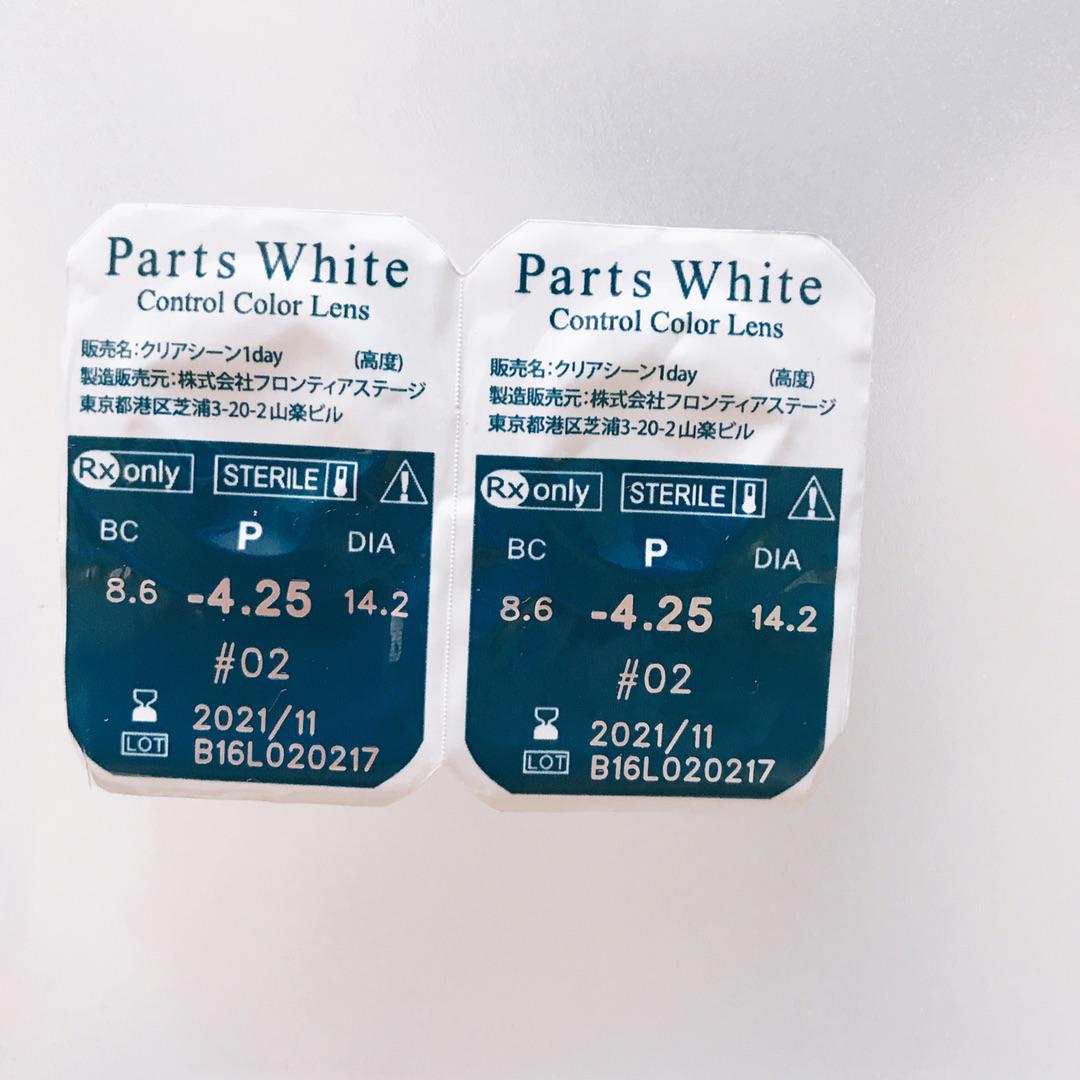 Parts White
Control Color Lens
販売名:クリアシーン1day (高度)
製造販売元:株式会社フロンティアステージ
東京都港区芝浦3-20-2山楽ビル
Rx only STERILE
BC P DIA
8.6 -4.25 14.2
#02
2021/11
LOT B16L020217
Parts White
Control Color Lens
販売名:クリアシーン1day (高度)
製造販売元:株式会社フロンティアステージ
東京都港区芝浦3-20-2山楽ビル
Rx only STERILE
BC P DIA
8.6 -4.25 14.2
#02
2021/11
LOT B16L020217